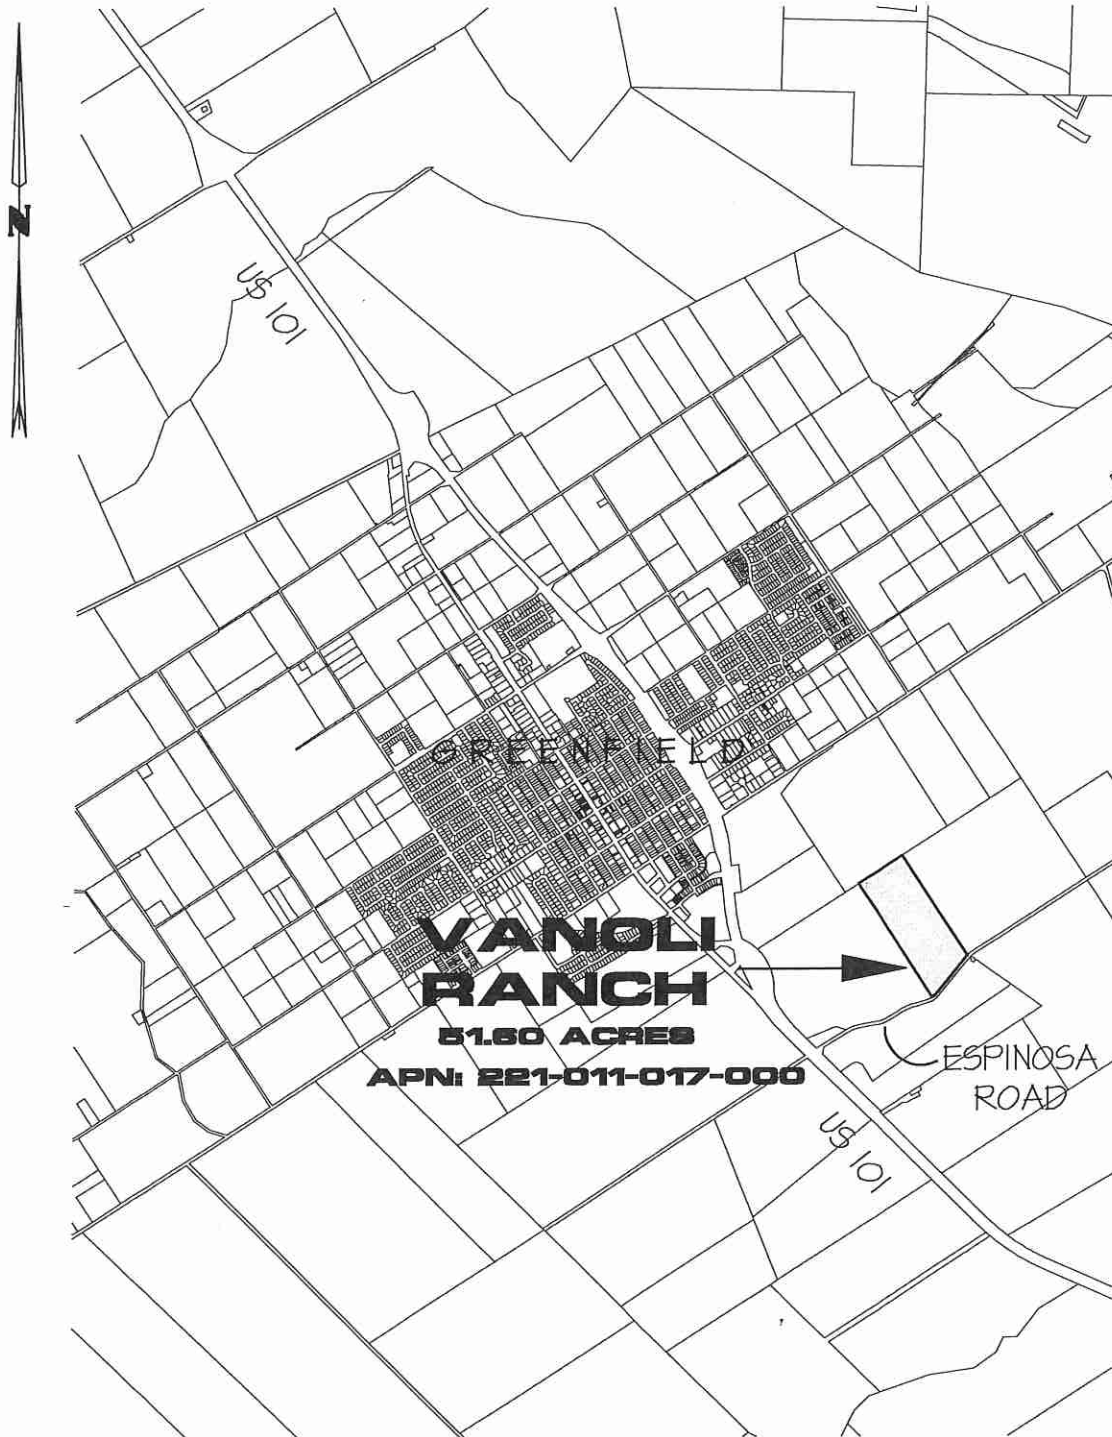 N
US 101
GREENFIELD
VANOLI
RANCH
51.60 ACRES
APN: 221-011-017-000
ESPINOSA
ROAD
US 101